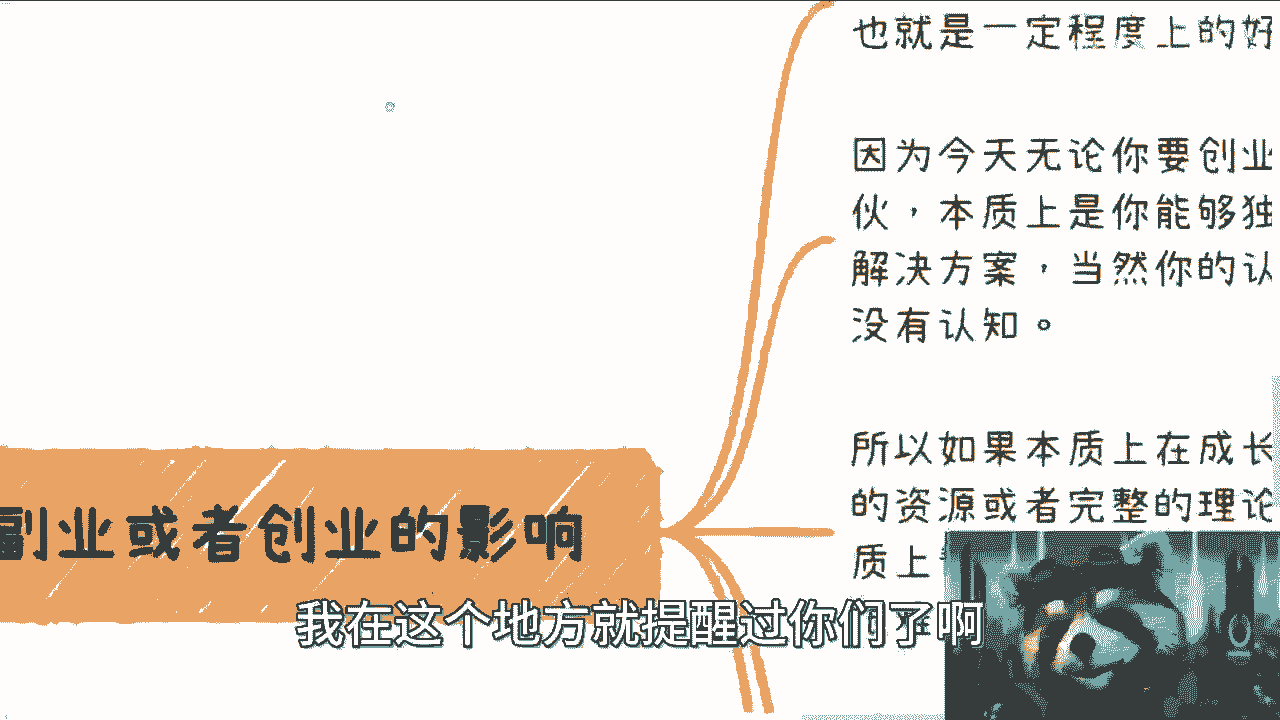 也就是一定程度上的好
因为今天无论你要创业
伙，本质上是你能够独
解决方案，当然你的认
没有认知。
所以如果本质上在成长
的资源或者完整的理论
质上
副业或者创业的影响
我在这个地方就提醒过你们了啊